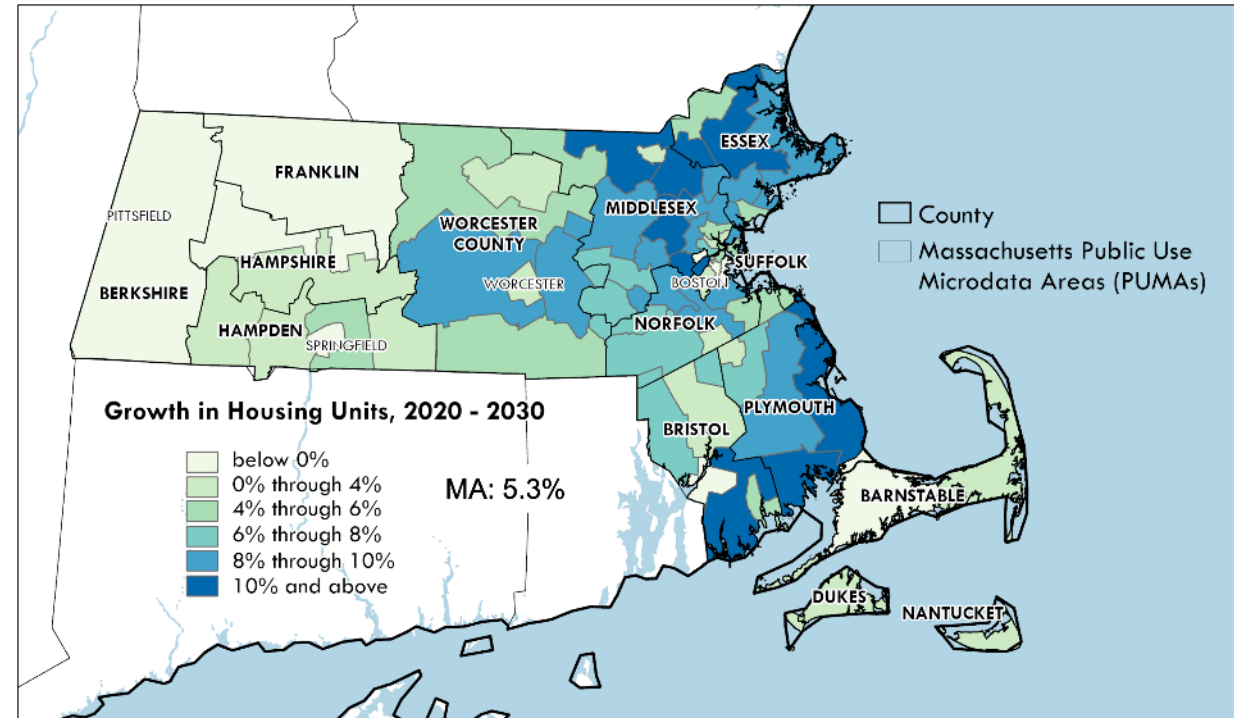 ESSEX
FRANKLIN
PITTSFIELD
MIDDLESEX
County
WORCESTER
COUNTY
Massachusetts Public Use
Microdata Areas (PUMAs)
HAMPSHIRE
SUFFOLK
WORCESTER
BOSTON
BERKSHIRE
HAMPDEN
NORFOLK
SPRINGFIELD
Growth in Housing Units, 2020 - 2030
PLYMOUTH
BRISTOL
below 0%
0% through 4%
MA: 5.3%
4% through 6%
6% through 8%
8% through 10%
10% and above
BARNSTABLE
DUKES
NANTUCKET